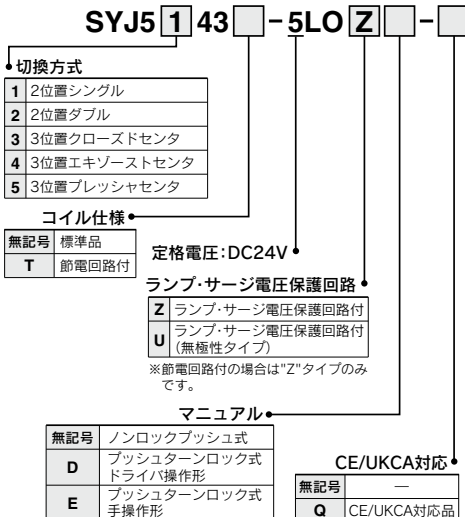 SYJ5 1 43 □ - 5LO Z □ - □
切換方式
1 2位置シングル
2 2位置ダブル
3 3位置クローズドセンタ
4 3位置エキゾーストセンタ
5 3位置プレッシャセンタ
コイル仕様
無記号 標準品
T 節電回路付
定格電圧:DC24V
ランプ・サージ電圧保護回路
Z ランプ・サージ電圧保護回路付
U ランプ・サージ電圧保護回路付
(無極性タイプ)
※節電回路付の場合は"Z"タイプのみ
です。
マニュアル
無記号 ノンロックプッシュ式
D プッシュターンロック式
ドライバ操作形
E プッシュターンロック式
手操作形
CE/UKCA対応
無記号 —
Q CE/UKCA対応品